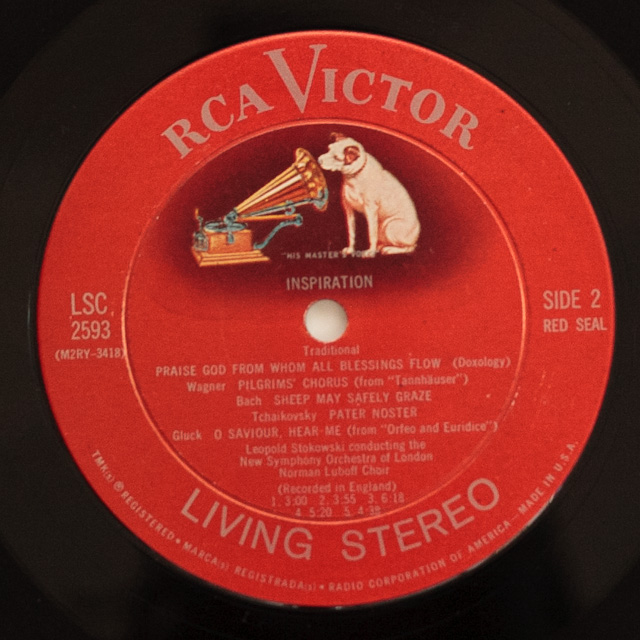 RCA VICTOR
"HIS MASTER'S VOICE"
INSPIRATION
LSC
2593
(M2RY-3418)
SIDE 2
RED SEAL
Traditional
PRAISE GOD FROM WHOM ALL BLESSINGS FLOW (Doxology)
Wagner PILGRIMS' CHORUS (from "Tannhäuser")
Bach SHEEP MAY SAFELY GRAZE
Tchaikovsky PATER NOSTER
Gluck O SAVIOUR, HEAR ME (from "Orfeo and Euridice")
Leopold Stokowski conducting the
New Symphony Orchestra of London
Norman Luboff Choir
(Recorded in England)
1. 3:00 2. 3:55 3. 6:18
4. 5:20 5.
LIVING STEREO
TMK(s) ® REGISTERED • MARCA(s) REGISTRADA(s) • RADIO CORPORATION OF AMERICA - MADE IN U.S.A.